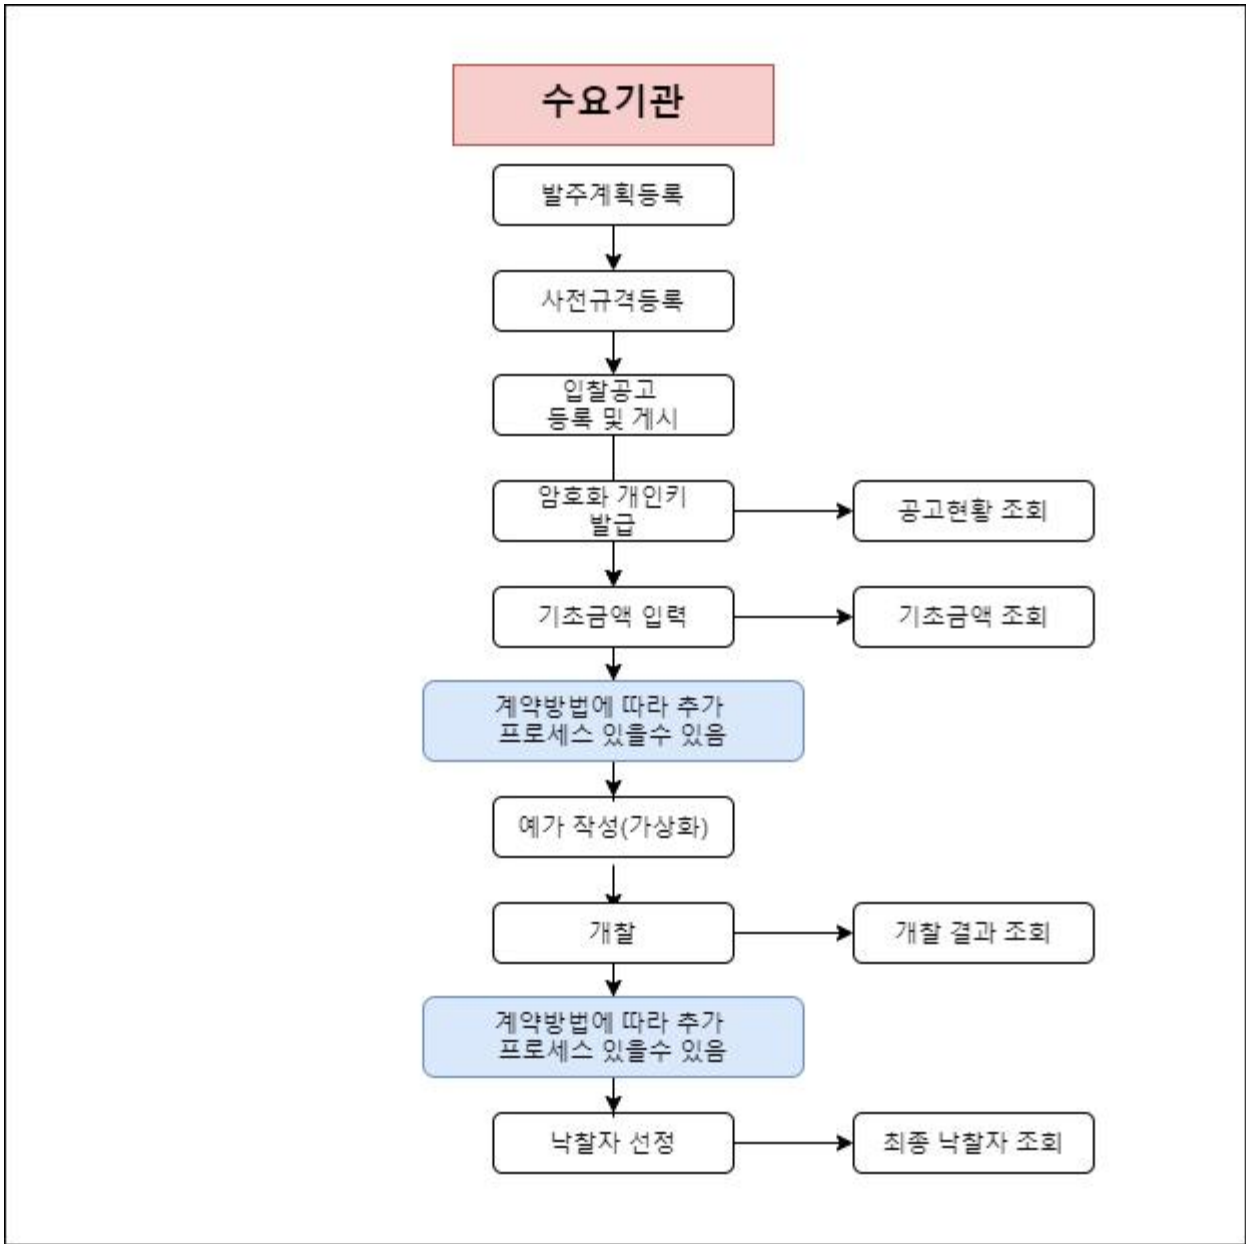 수요기관
발주계획등록
사전규격등록
입찰공고
등록 및 게시
암호화 개인키
발급
공고현황 조회
기초금액 입력
기초금액 조회
계약방법에 따라 추가
프로세스 있을수 있음
예가 작성(가상화)
개찰
개찰 결과 조회
계약방법에 따라 추가
프로세스 있을수 있음
낙찰자 선정
최종 낙찰자 조회